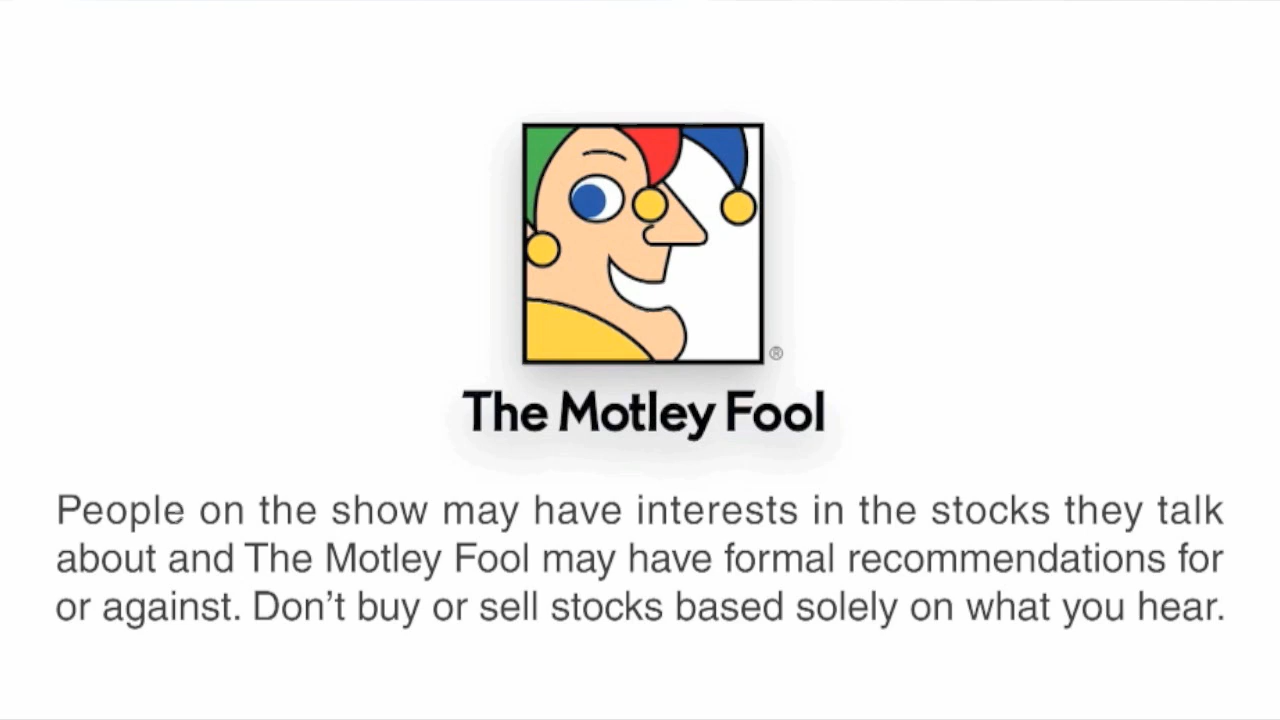 ®
The Motley Fool
People on the show may have interests in the stocks they talk
about and The Motley Fool may have formal recommendations for
or against. Don’t buy or sell stocks based solely on what you hear.